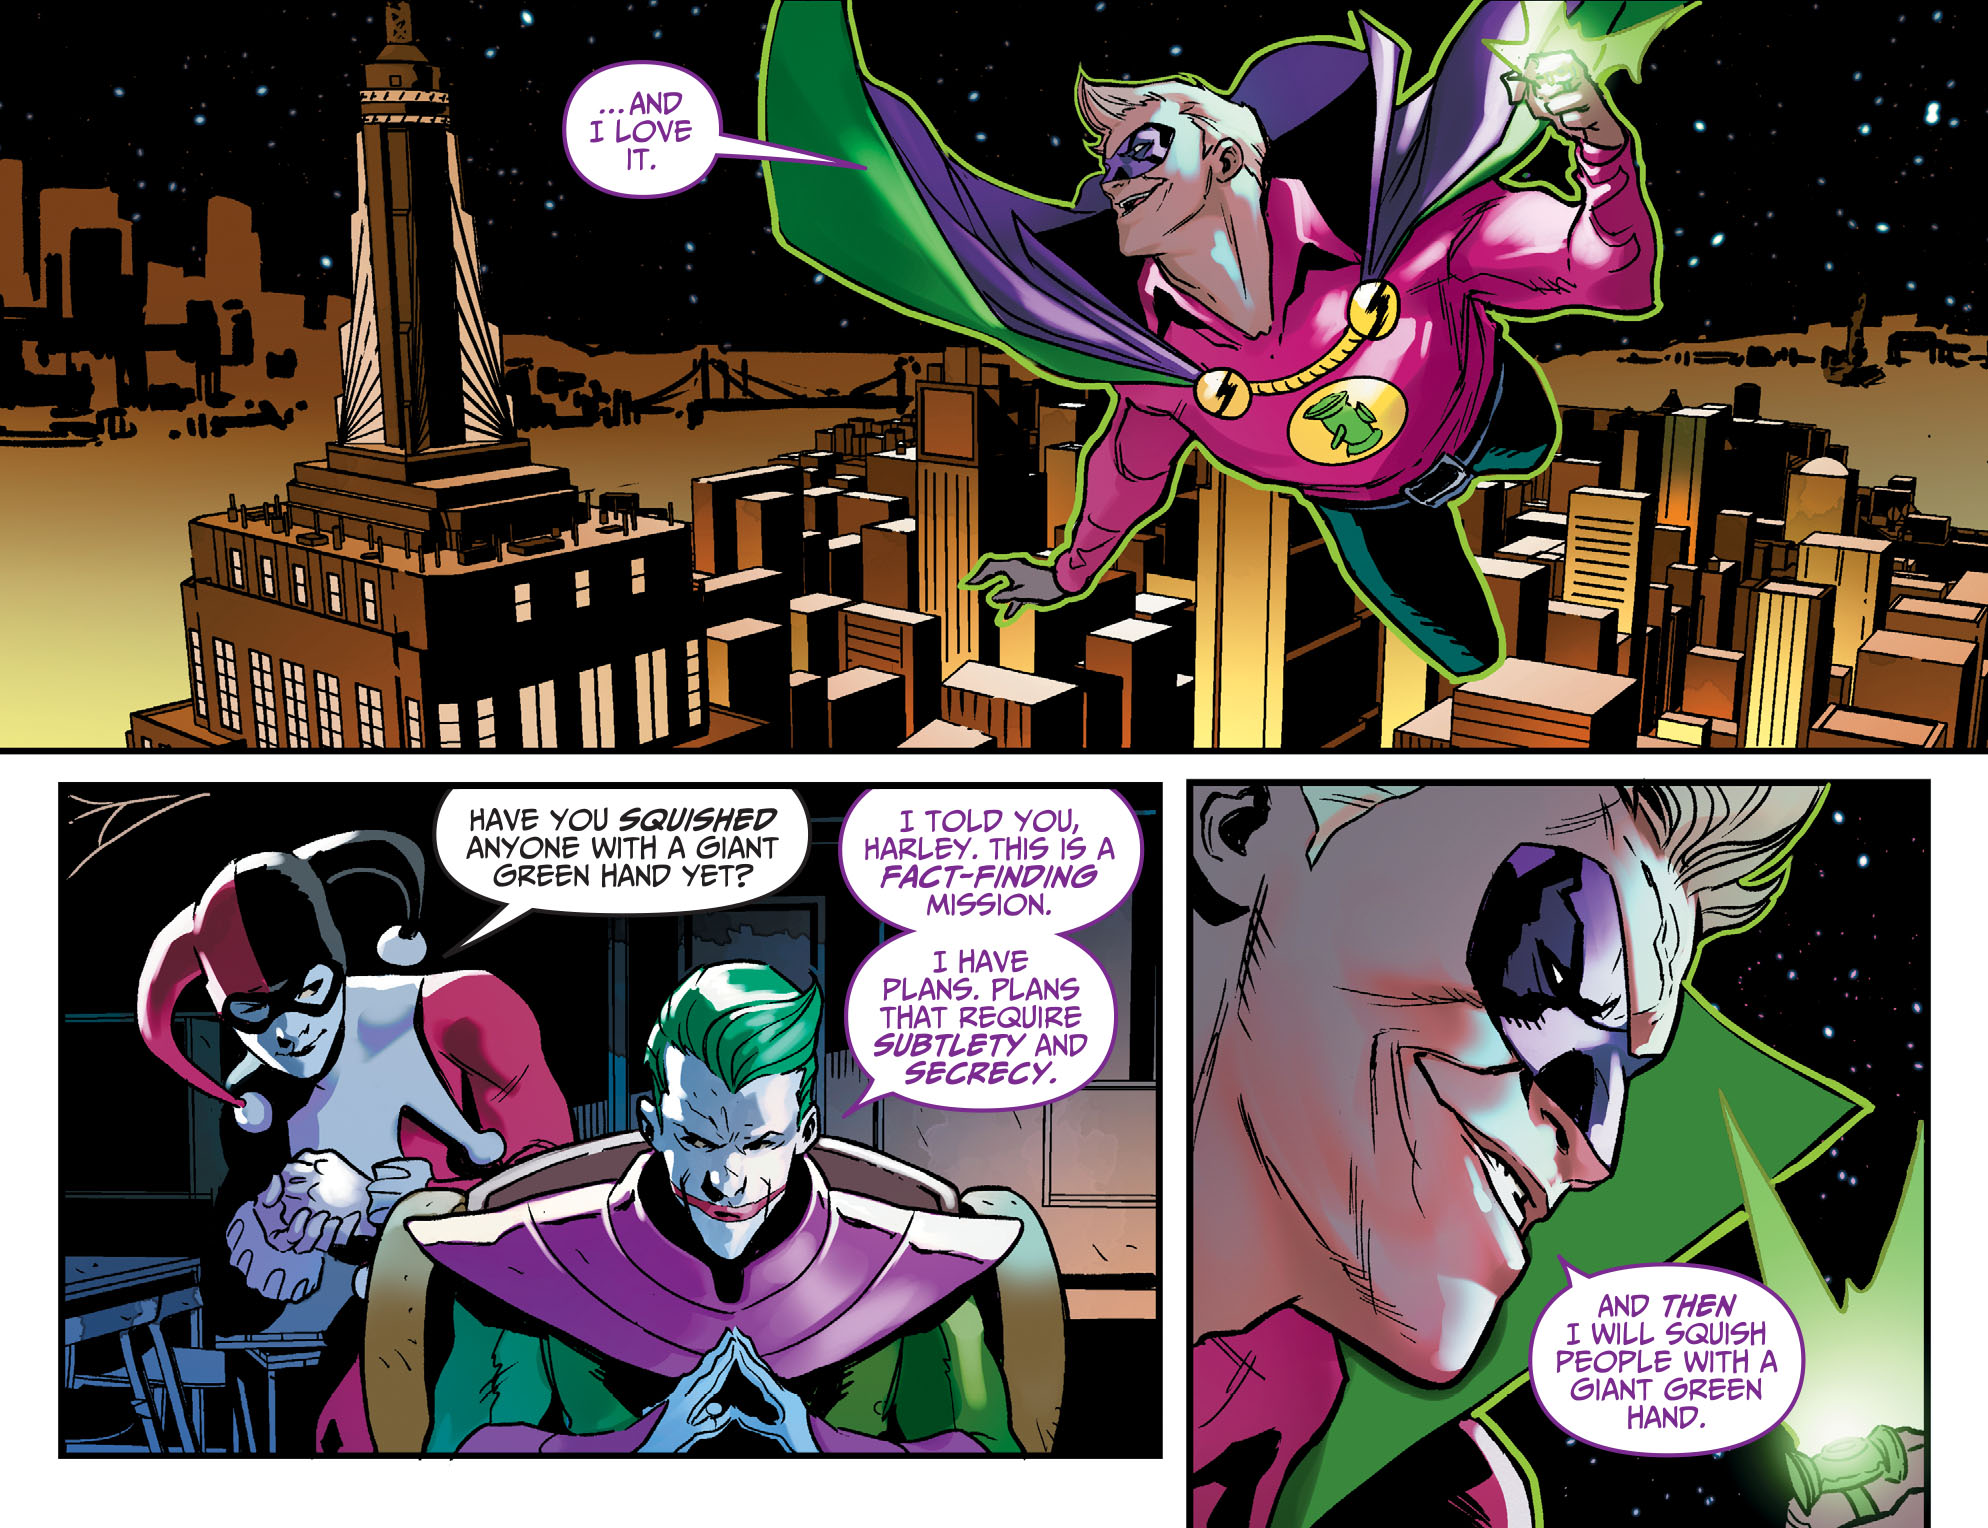 ...AND
I LOVE
IT.
HAVE YOU SQUISHED
ANYONE WITH A GIANT
GREEN HAND YET?
I TOLD YOU,
HARLEY. THIS IS A
FACT-FINDING
MISSION.
I HAVE
PLANS. PLANS
THAT REQUIRE
SUBTLETY AND
SECRECY.
AND THEN
I WILL SQUISH
PEOPLE WITH A
GIANT GREEN
HAND.